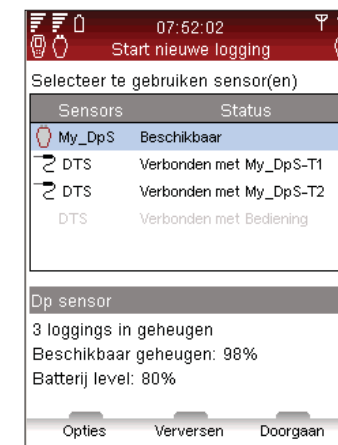 07:52:02
Start nieuwe logging
Selecteer te gebruiken sensor(en)
Sensors Status
My_DpS Beschikbaar
DTS Verbonden met My_DpS-T1
DTS Verbonden met My_DpS-T2
DTS Verbonden met Bediening
Dp sensor
3 loggings in geheugen
Beschikbaar geheugen: 98%
Batterij level: 80%
Opties Verversen Doorgaan